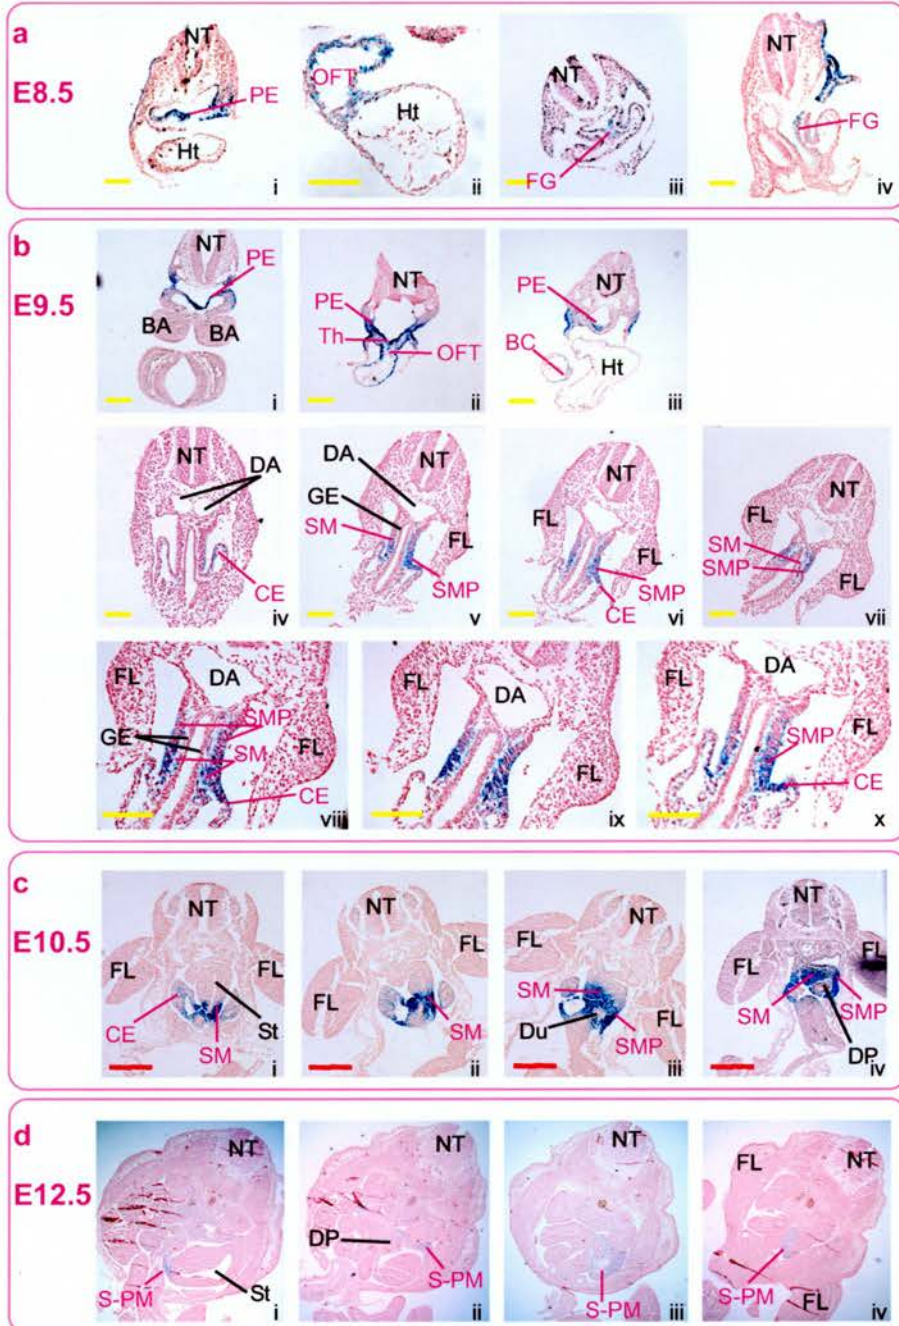 a
E8.5
NT
PE
Ht
i
OFT
Ht
ii
NT
FG
iii
NT
FG
iv
b
E9.5
NT
PE
BA
BA
i
NT
PE
Th
OFT
ii
PE
NT
BC
Ht
iii
NT
DA
CE
iv
DA
NT
GE
SM
FL
SMP
v
NT
FL
FL
SMP
CE
vi
NT
FL
SM
SMP
FL
vii
FL
DA
SMP
GE
SM
FL
CE
viii
FL
DA
FL
ix
DA
FL
FL
SMP
CE
x
c
E10.5
NT
FL
FL
CE
St
SM
i
NT
FL
FL
SM
ii
FL
NT
SM
Du
FL
SMP
iii
NT
FL
FL
SM
SMP
DP
iv
d
E12.5
NT
S-PM
St
i
NT
DP
S-PM
ii
NT
S-PM
iii
FL
NT
S-PM
FL
iv